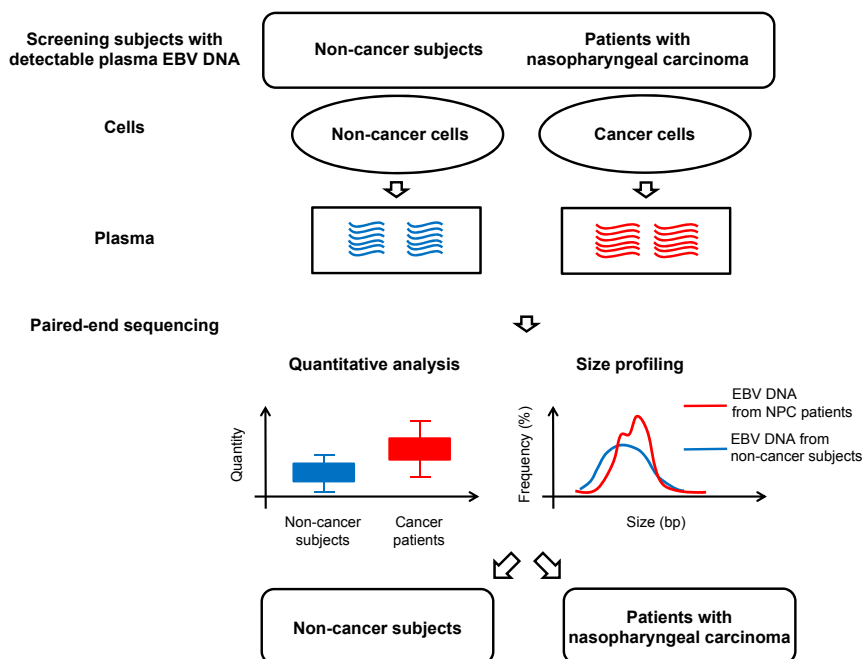 Screening subjects with
detectable plasma EBV DNA
Non-cancer subjects
Patients with
nasopharyngeal carcinoma
Cells
Non-cancer cells
Cancer cells
Plasma
Paired-end sequencing
Quantitative analysis
Size profiling
Quantity
Non-cancer
subjects
Cancer
patients
Frequency (%)
Size (bp)
EBV DNA
from NPC patients
EBV DNA from
non-cancer subjects
Non-cancer subjects
Patients with
nasopharyngeal carcinoma